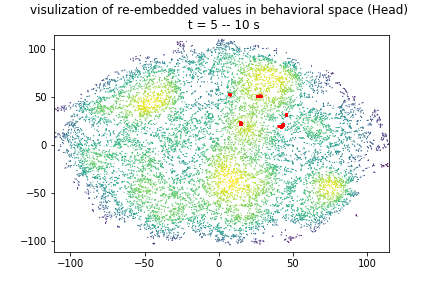 visulization of re-embedded values in behavioral space (Head)
t = 5 -- 10 s
100
50
0
−50
−100
−100 −50 0 50 100